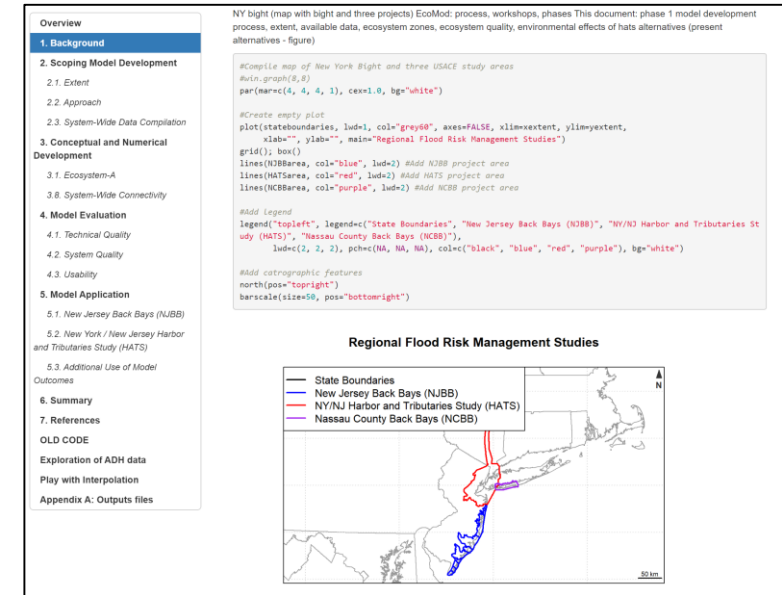 Overview
1. Background
2. Scoping Model Development
2.1. Extent
2.2. Approach
2.3. System-Wide Data Compilation
3. Conceptual and Numerical
Development
3.1. Ecosystem-A
3.8. System-Wide Connectivity
4. Model Evaluation
4.1. Technical Quality
4.2. System Quality
4.3. Usability
5. Model Application
5.1. New Jersey Back Bays (NJBB)
5.2. New York / New Jersey Harbor
and Tributaries Study (HATS)
5.3. Additional Use of Model
Outcomes
6. Summary
7. References
OLD CODE
Exploration of ADH data
Play with Interpolation
Appendix A: Outputs files
NY bight (map with bight and three projects) EcoMod: process, workshops, phases This document: phase 1 model development
process, extent, available data, ecosystem zones, ecosystem quality, environmental effects of hats alternatives (present
alternatives - figure)
#Compile map of New York Bight and three USACE study areas
#win.graph(8,8)
par(mar=c(4, 4, 4, 1), cex=1.0, bg="white")
#Create empty plot
plot(stateboundaries, lwd=1, col="grey60", axes=FALSE, xlim=xextent, ylim=yextent,
xlab="", ylab="", main="Regional Flood Risk Management Studies")
grid(); box()
lines(NJBBarea, col="blue", lwd=2) #Add NJBB project area
lines(HATSarea, col="red", lwd=2) #Add HATS project area
lines(NCBBarea, col="purple", lwd=2) #Add NCBB project area
#Add legend
legend("topleft", legend=c("State Boundaries", "New Jersey Back Bays (NJBB)", "NY/NJ Harbor and Tributaries St
udy (HATS)", "Nassau County Back Bays (NCBB)"),
lwd=c(2, 2, 2), pch=c(NA, NA, NA), col=c("black", "blue", "red", "purple"), bg="white")
#Add catrographic features
north(pos="topright")
barscale(size=50, pos="bottomright")
Regional Flood Risk Management Studies
State Boundaries
New Jersey Back Bays (NJBB)
NY/NJ Harbor and Tributaries Study (HATS)
Nassau County Back Bays (NCBB)
N
50 km